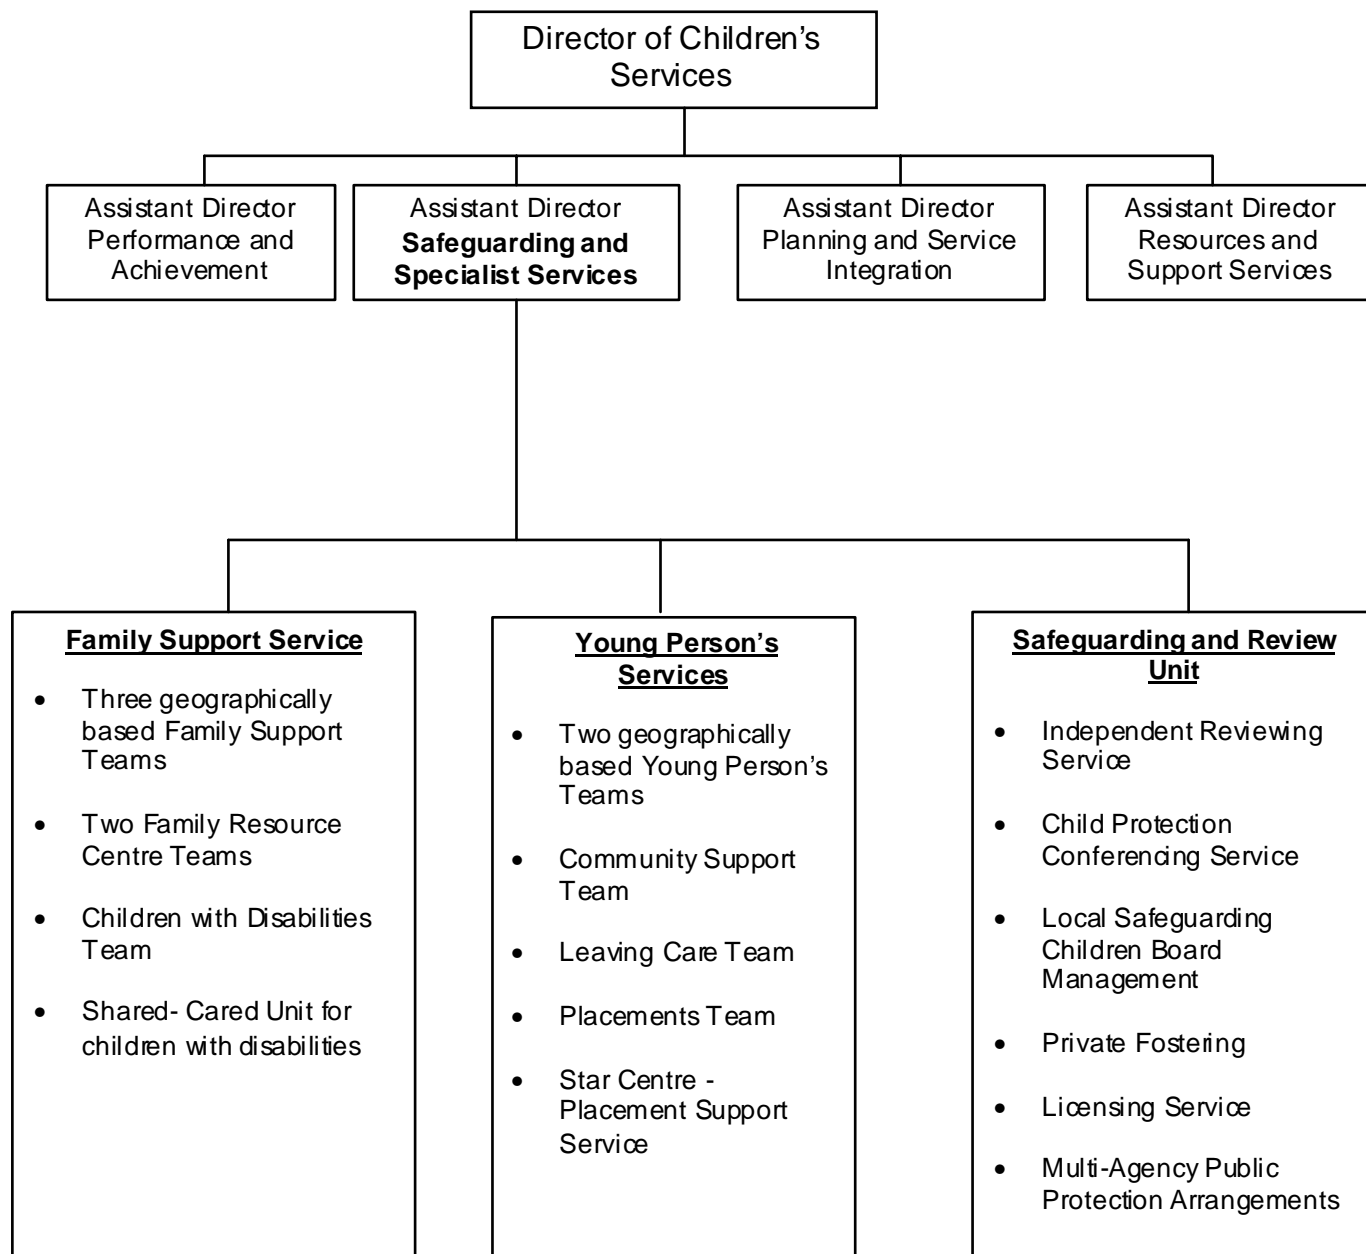 Director of Children’s
Services
Assistant Director
Performance and
Achievement
Assistant Director
Safeguarding and
Specialist Services
Assistant Director
Planning and Service
Integration
Assistant Director
Resources and
Support Services
Family Support Service
• Three geographically
based Family Support
Teams
• Two Family Resource
Centre Teams
• Children with Disabilities
Team
• Shared- Cared Unit for
children with disabilities
Young Person’s
Services
• Two geographically
based Young Person’s
Teams
• Community Support
Team
• Leaving Care Team
• Placements Team
• Star Centre -
Placement Support
Service
Safeguarding and Review
Unit
• Independent Reviewing
Service
• Child Protection
Conferencing Service
• Local Safeguarding
Children Board
Management
• Private Fostering
• Licensing Service
• Multi-Agency Public
Protection Arrangements